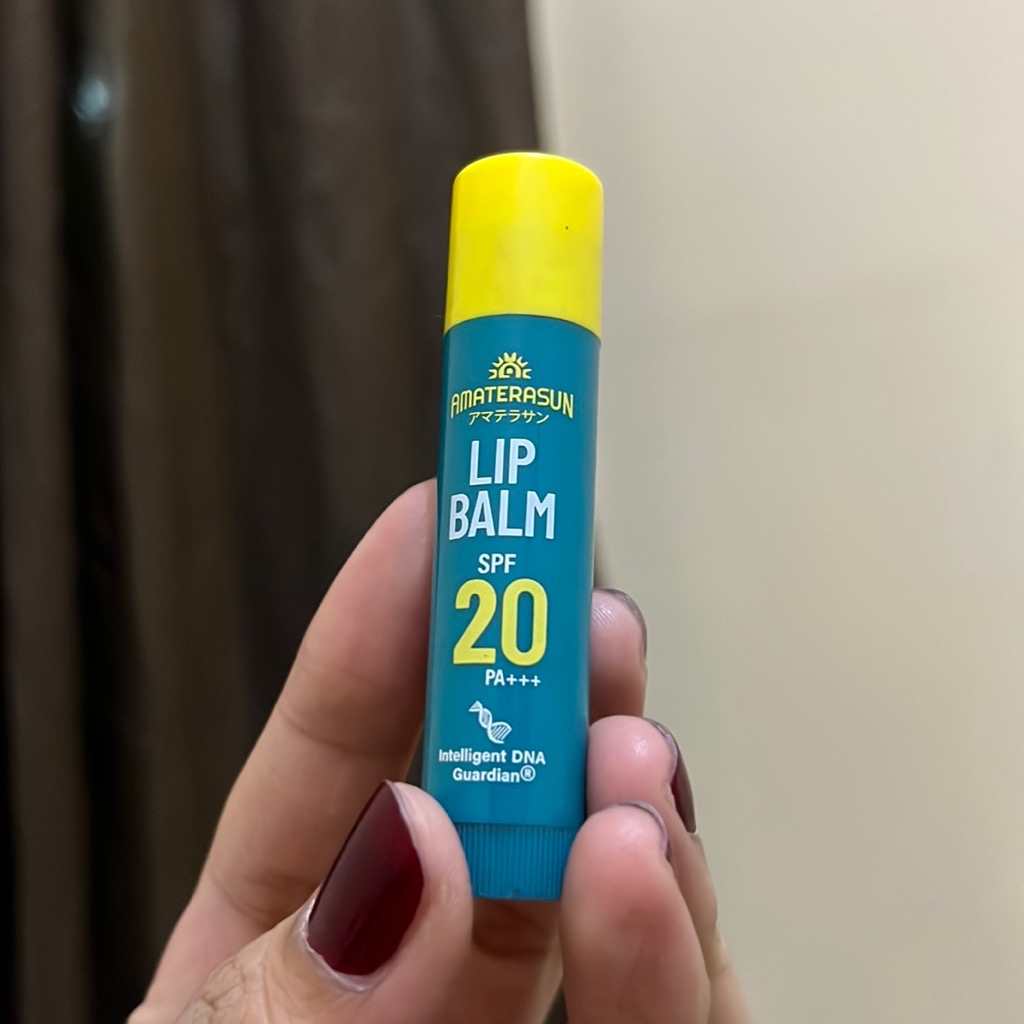 AMATERASUN
アマテラサン
LIP
BALM
SPF
20
PA+++
Intelligent DNA
Guardian®